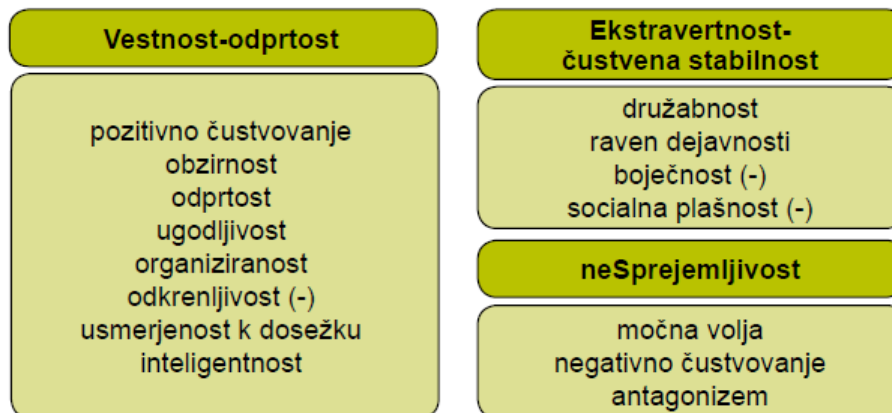 Vestnost-odprtost
pozitivno čustvovanje
obzirnost
odprtost
ugodljivost
organiziranost
odkrenljivost (-)
usmerjenost k dosežku
inteligentnost
Ekstravertnost-
čustvena stabilnost
družabnost
raven dejavnosti
boječnost (-)
socialna plašnost (-)
neSprejemljivost
močna volja
negativno čustvovanje
antagonizem